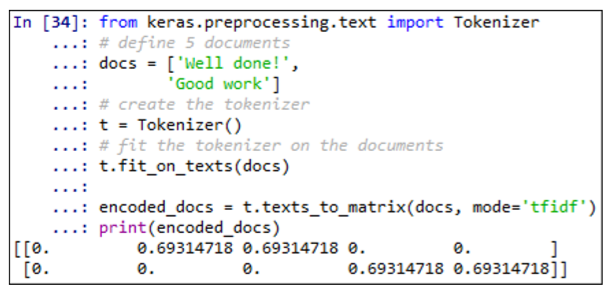 In [34]: from keras.preprocessing.text import Tokenizer
    ...: # define 5 documents
    ...: docs = ['Well done!',
    ...:         'Good work']
    ...: # create the tokenizer
    ...: t = Tokenizer()
    ...: # fit the tokenizer on the documents
    ...: t.fit_on_texts(docs)
    ...:
    ...: encoded_docs = t.texts_to_matrix(docs, mode='tfidf')
    ...: print(encoded_docs)
[[0.         0.69314718 0.69314718 0.         0.        ]
 [0.         0.         0.         0.69314718 0.69314718]]